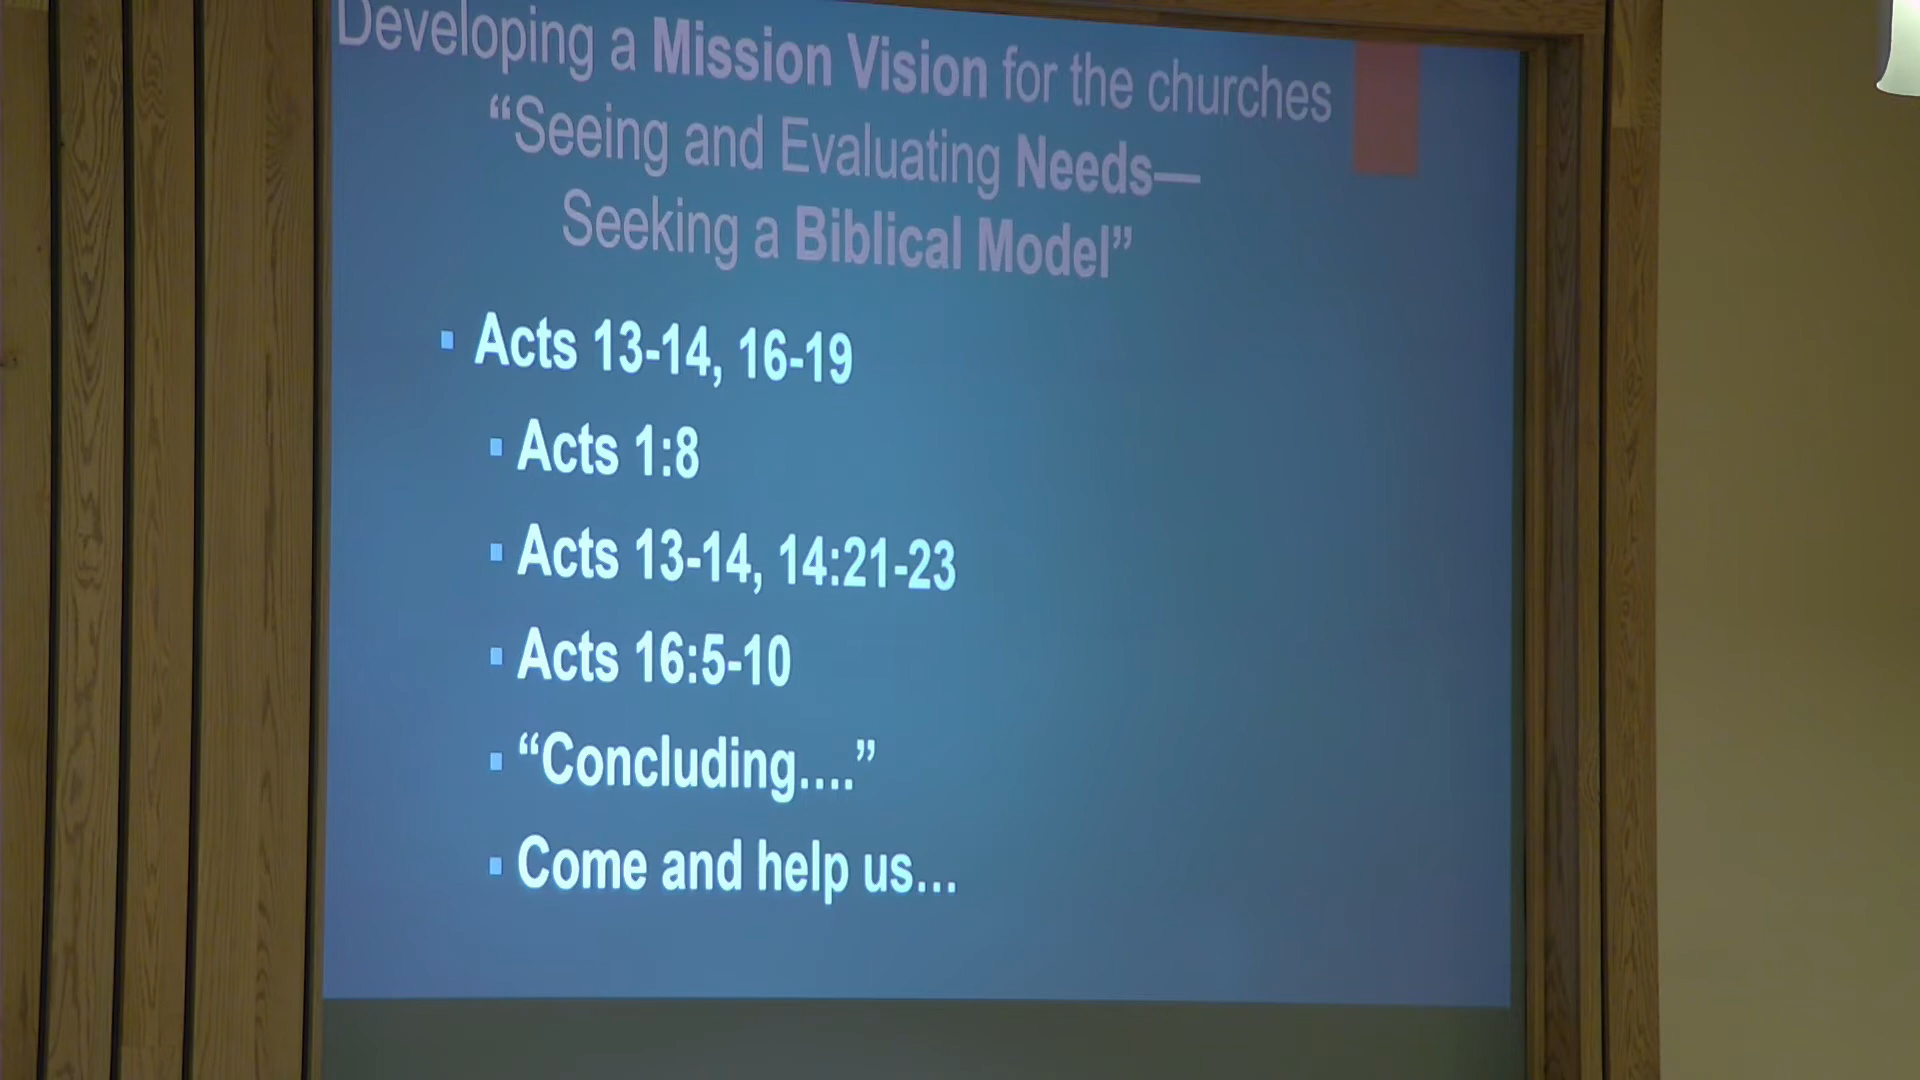 Developing a Mission Vision for the churches
“Seeing and Evaluating Needs—
Seeking a Biblical Model”
▪ Acts 13-14, 16-19
▪ Acts 1:8
▪ Acts 13-14, 14:21-23
▪ Acts 16:5-10
▪ “Concluding....”
▪ Come and help us...